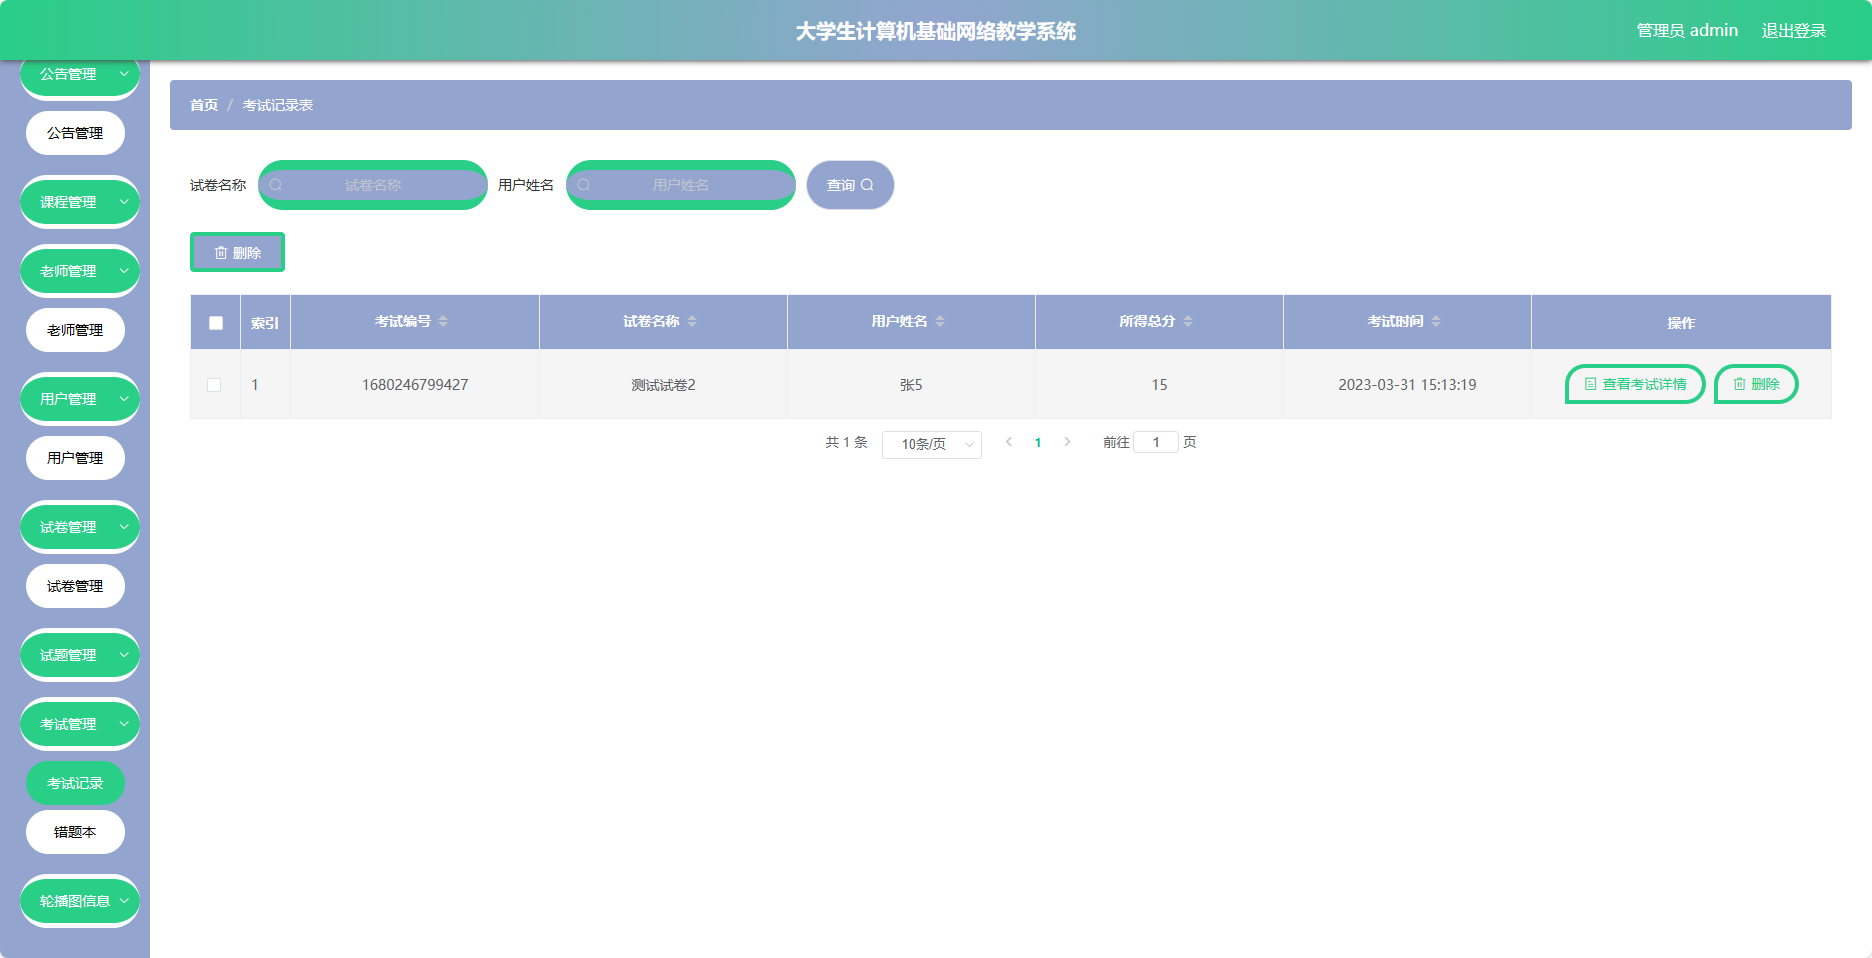 大学生计算机基础网络教学系统
管理员 admin 退出登录
公告管理
公告管理
课程管理
老师管理
老师管理
用户管理
用户管理
试卷管理
试卷管理
试题管理
考试管理
考试记录
错题本
轮播图信息
首页 / 考试记录表
试卷名称 试卷名称 用户姓名 用户姓名 查询
删除
索引 考试编号 试卷名称 用户姓名 所得总分 考试时间 操作
1 1680246799427 测试试卷2 张5 15 2023-03-31 15:13:19 查看考试详情 删除
共 1 条 10条/页 1 前往 1 页